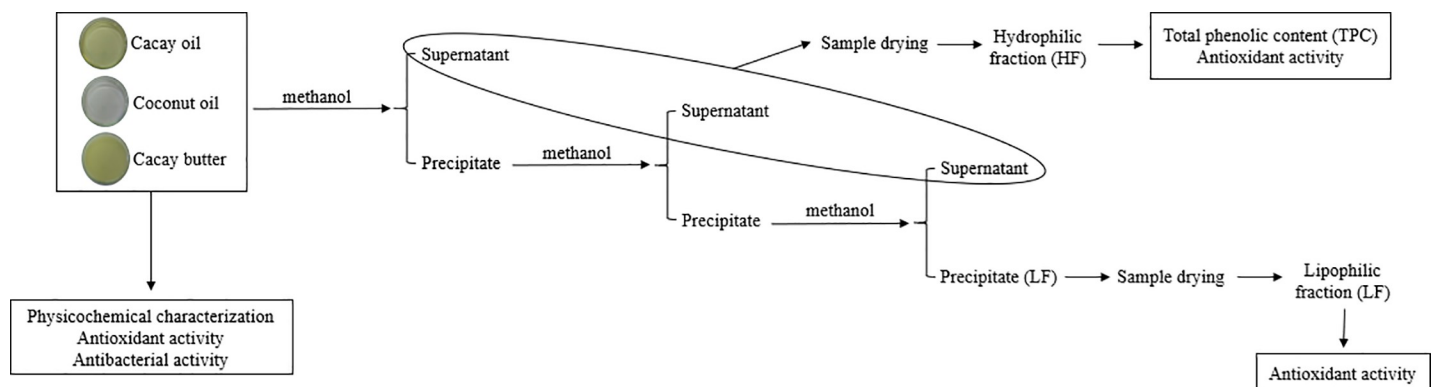 Cacay oil
Coconut oil
Cacay butter
methanol
Supernatant
Precipitate
methanol
Supernatant
Precipitate
methanol
Supernatant
Precipitate (LF)
Sample drying
Lipophilic
fraction (LF)
Antioxidant activity
Sample drying
Hydrophilic
fraction (HF)
Total phenolic content (TPC)
Antioxidant activity
Physicochemical characterization
Antioxidant activity
Antibacterial activity